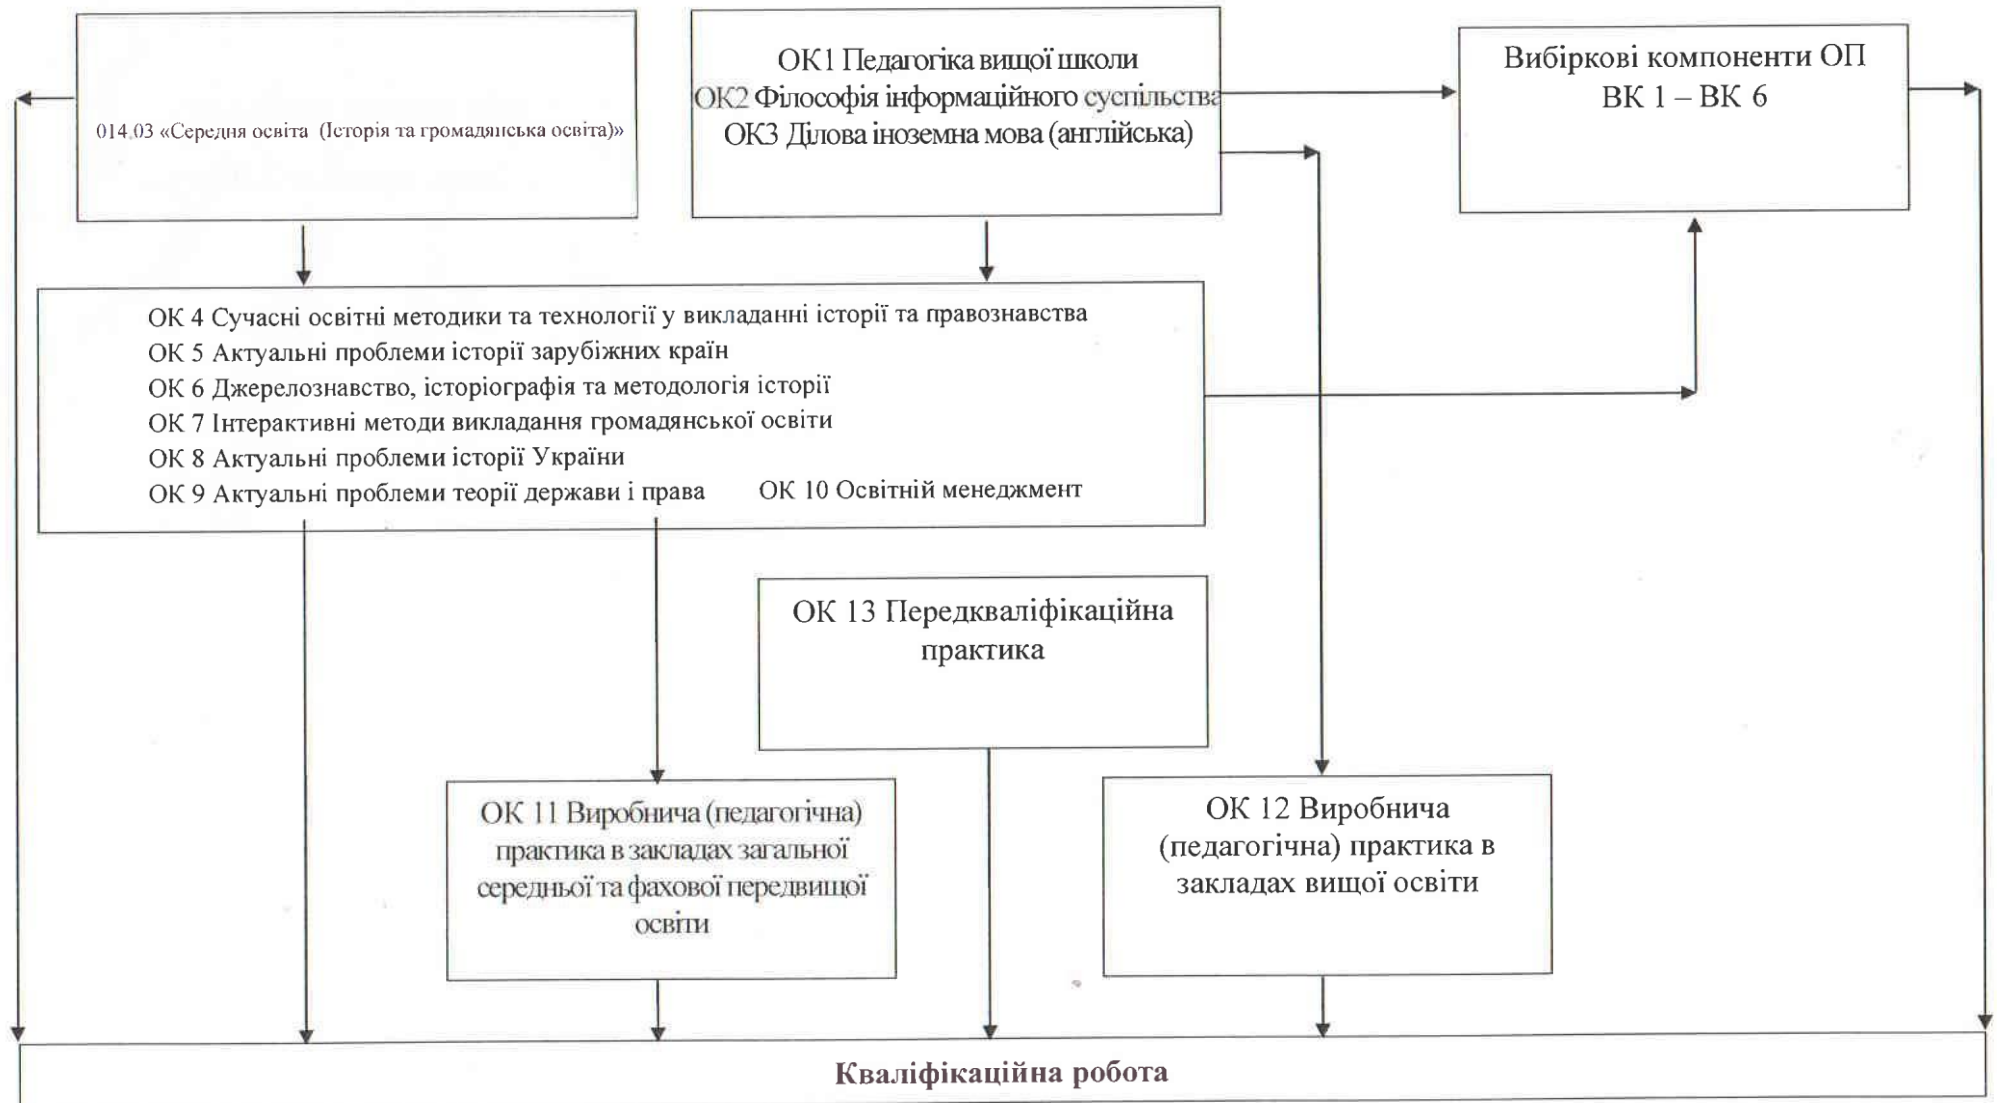 014.03 «Середня освіта (Історія та громадянська освіта)»
ОК1 Педагогіка вищої школи
ОК2 Філософія інформаційного суспільства
ОК3 Ділова іноземна мова (англійська)
Вибіркові компоненти ОП
ВК 1 – ВК 6
ОК 4 Сучасні освітні методики та технології у викладанні історії та правознавства
ОК 5 Актуальні проблеми історії зарубіжних країн
ОК 6 Джерелознавство, історіографія та методологія історії
ОК 7 Інтерактивні методи викладання громадянської освіти
ОК 8 Актуальні проблеми історії України
ОК 9 Актуальні проблеми теорії держави і права ОК 10 Освітній менеджмент
ОК 13 Передкваліфікаційна
практика
ОК 11 Виробнича (педагогічна)
практика в закладах загальної
середньої та фахової передвищої
освіти
ОК 12 Виробнича
(педагогічна) практика в
закладах вищої освіти
Кваліфікаційна робота